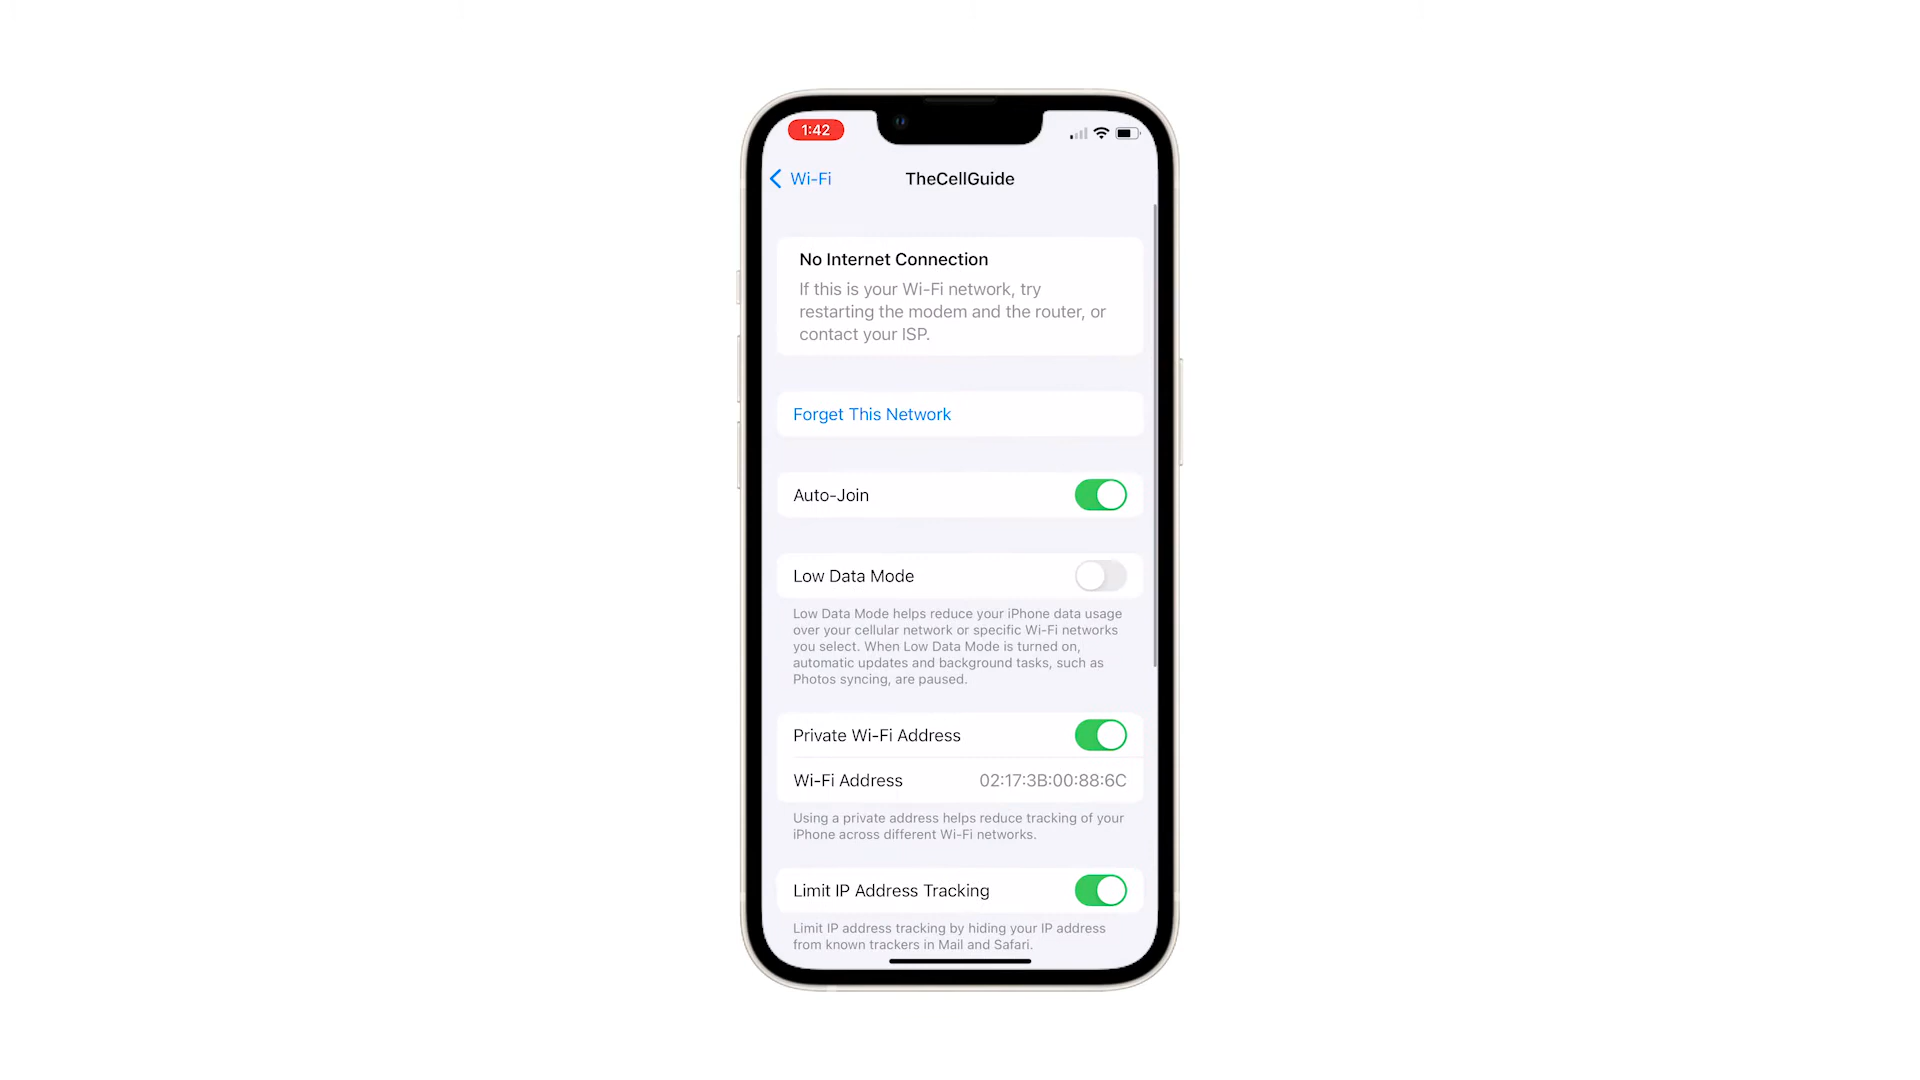 1:42
Wi-Fi
TheCellGuide
No Internet Connection
If this is your Wi-Fi network, try
restarting the modem and the router, or
contact your ISP.
Forget This Network
Auto-Join
Low Data Mode
Low Data Mode helps reduce your iPhone data usage
over your cellular network or specific Wi-Fi networks
you select. When Low Data Mode is turned on,
automatic updates and background tasks, such as
Photos syncing, are paused.
Private Wi-Fi Address
Wi-Fi Address 02:17:3B:00:88:6C
Using a private address helps reduce tracking of your
iPhone across different Wi-Fi networks.
Limit IP Address Tracking
Limit IP address tracking by hiding your IP address
from known trackers in Mail and Safari.